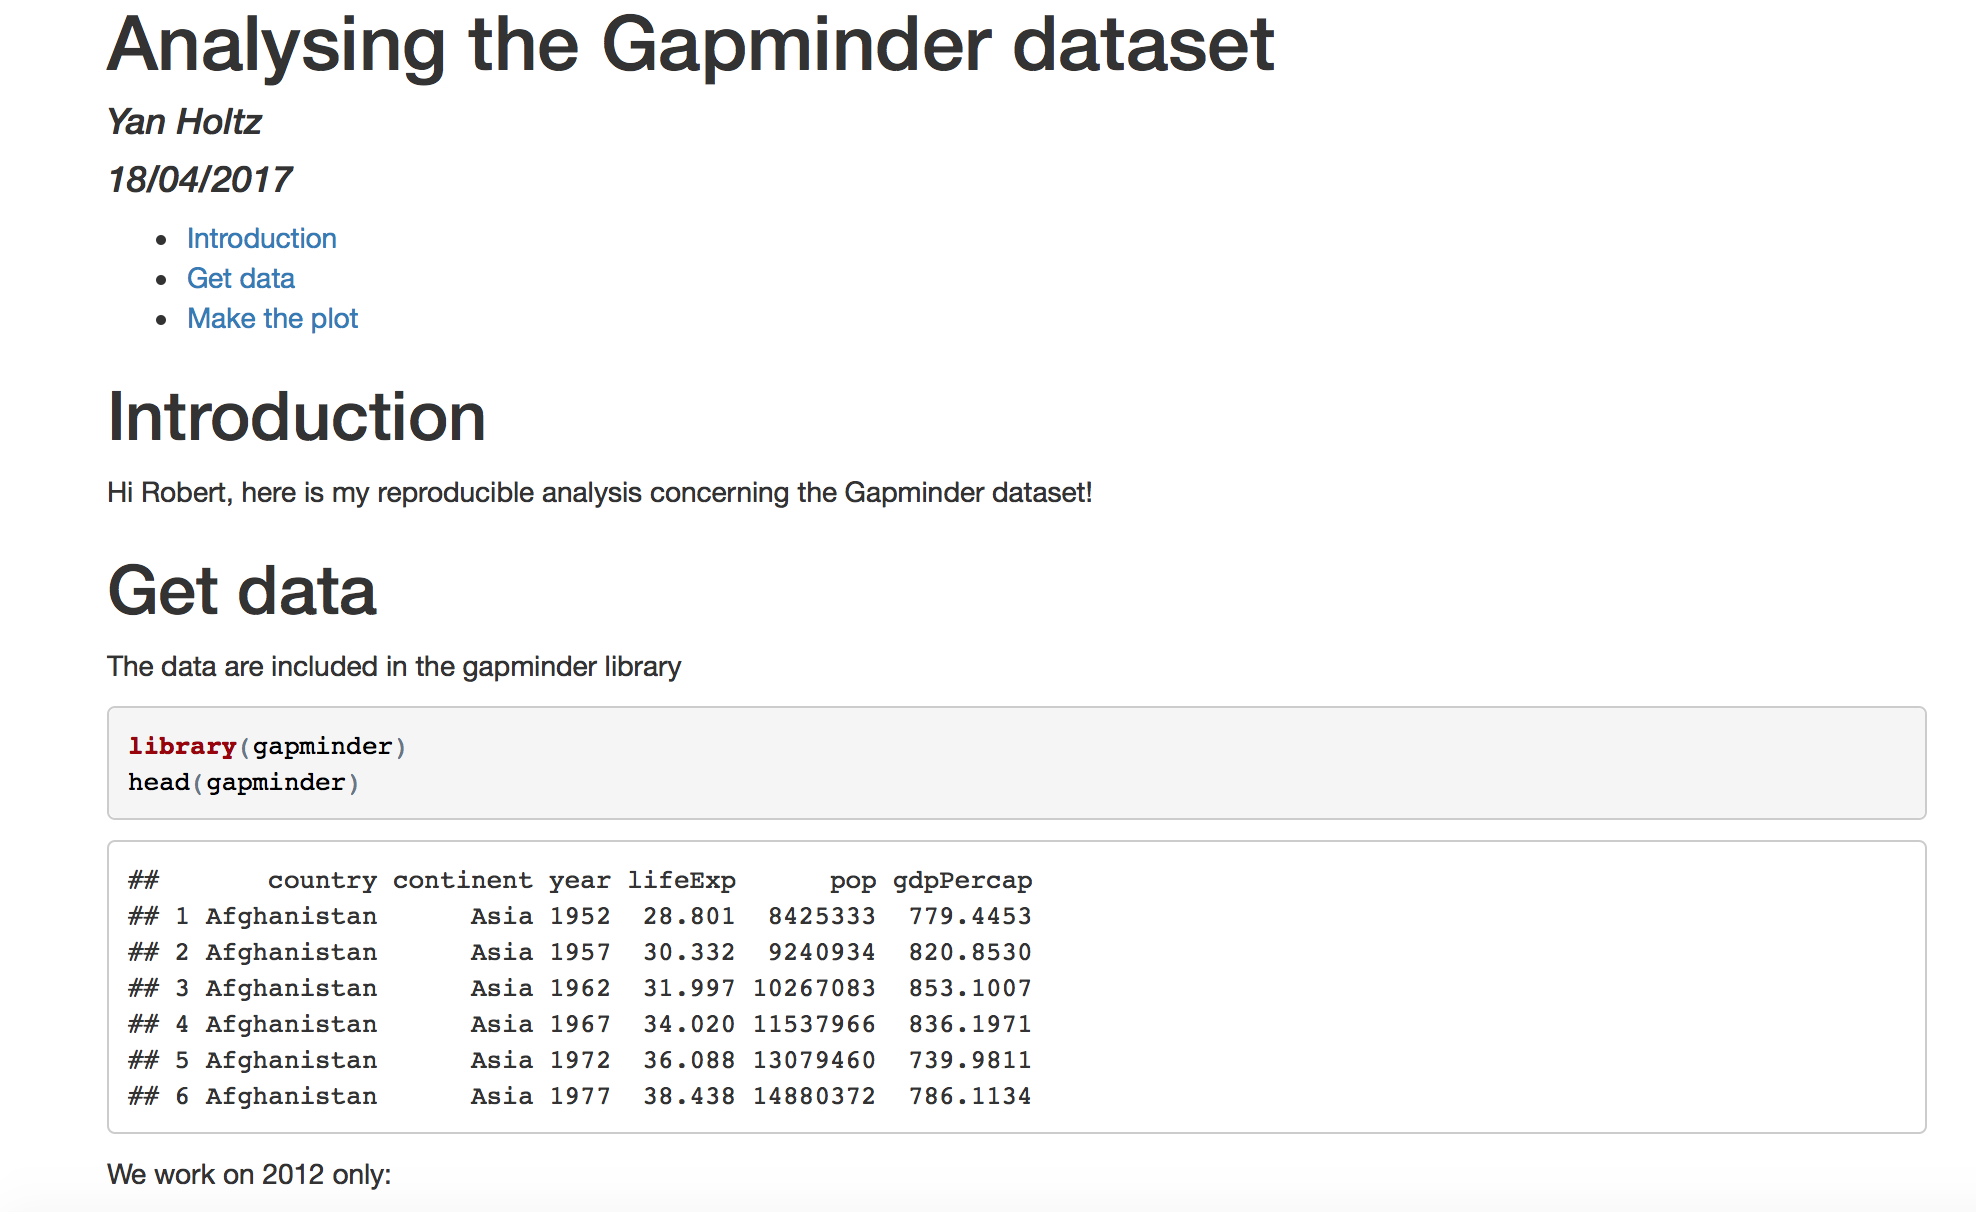 Analysing the Gapminder dataset
Yan Holtz
18/04/2017
• Introduction
• Get data
• Make the plot
Introduction
Hi Robert, here is my reproducible analysis concerning the Gapminder dataset!
Get data
The data are included in the gapminder library
library(gapminder)
head(gapminder)
##       country continent year lifeExp      pop gdpPercap
## 1 Afghanistan      Asia 1952  28.801  8425333  779.4453
## 2 Afghanistan      Asia 1957  30.332  9240934  820.8530
## 3 Afghanistan      Asia 1962  31.997 10267083  853.1007
## 4 Afghanistan      Asia 1967  34.020 11537966  836.1971
## 5 Afghanistan      Asia 1972  36.088 13079460  739.9811
## 6 Afghanistan      Asia 1977  38.438 14880372  786.1134
We work on 2012 only: